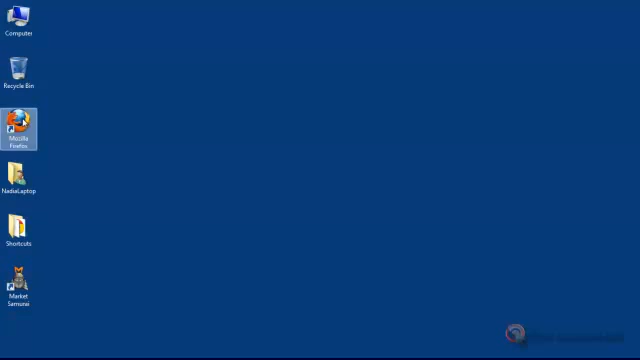 Computer
Recycle Bin
Mozilla
Firefox
NadiaLaptop
Shortcuts
Market
Samurai